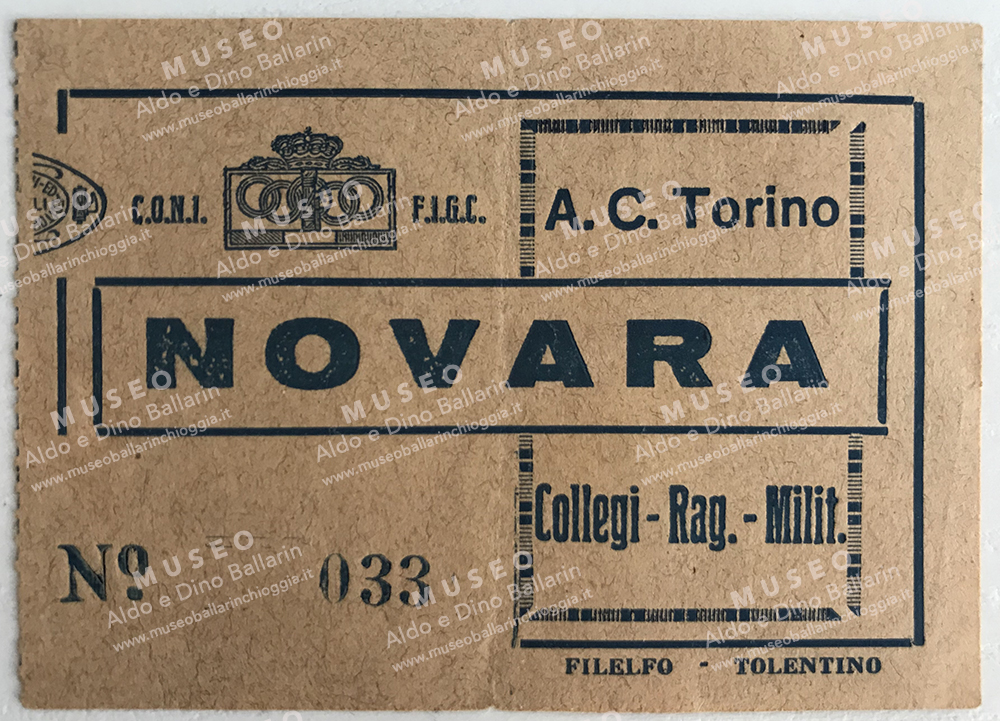 C.O.N.I.
F.I.G.C.
A. C. Torino
NOVARA
Collegi - Rag. - Milit.
Nº. 033
FILELFO - TOLENTINO
MUSEO
Aldo e Dino Ballarin
www.museoballarinchioggia.it